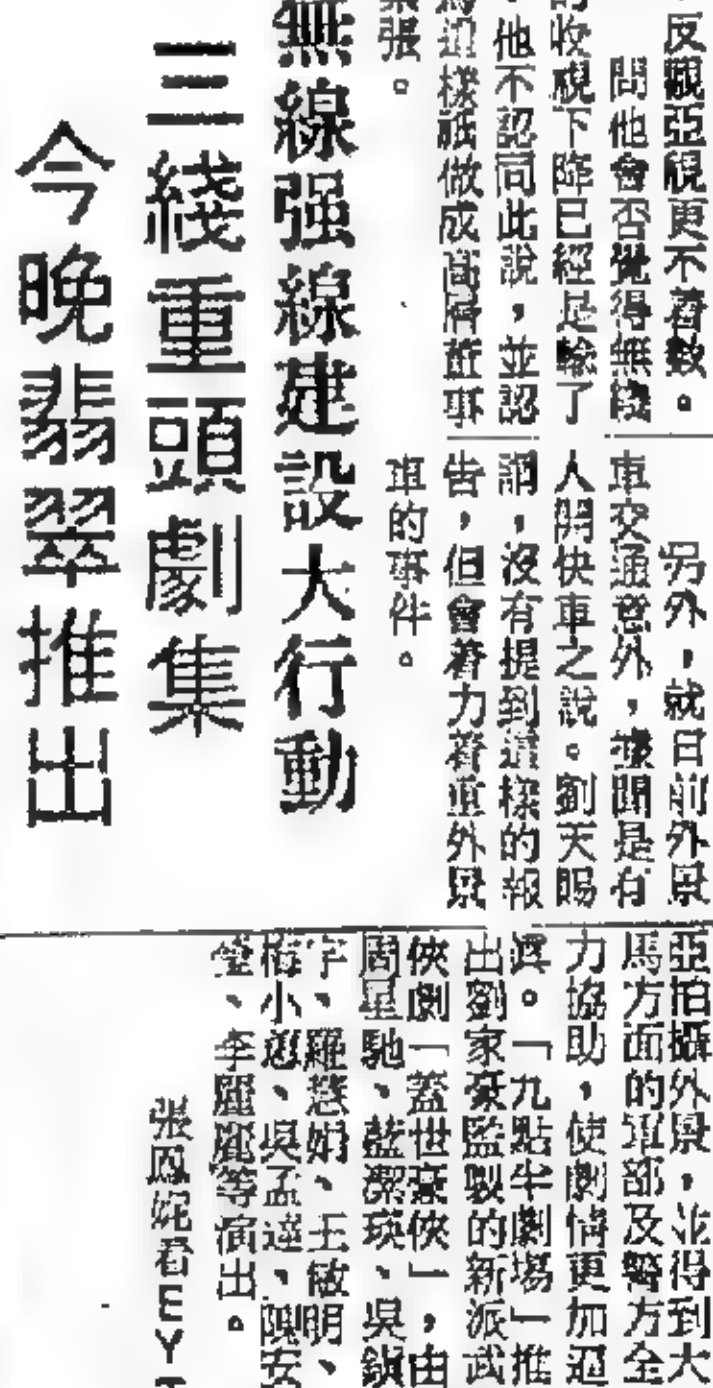 ，反觀亞視更不着數。
問他會否覺得無綫
的收視下降已經是輸了
，他不認同此說，並認
為這樣祇做成高層董事
緊張。
另外，就日前外景
車交通意外，據聞是有
人開快車之說。劉天賜
謂，沒有提到這樣的報
告，但會着力着重外景
車的事件。
無線强線建設大行動
三綫重頭劇集
今晚翡翠推出
亞拍攝外景，並得到大
馬方面的軍部及警方全
力協助，使劇情更加逼
真。「九點半劇場」推
出劉家豪監製的新派武
俠劇「蓋世豪俠」，由
周星馳、藍潔瑛、吳鎮
宇、羅慧娟、王敏明、
梅小惠、吳孟達、陳安
瑩、李麗麗等演出。
張鳳妮君EY